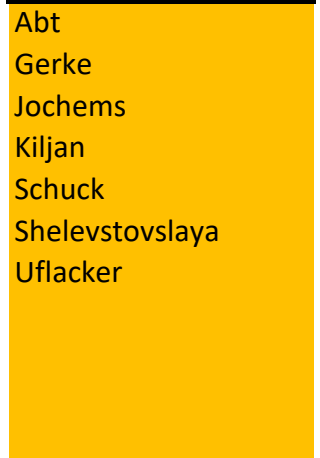 Abt
Gerke
Jochems
Kiljan
Schuck
Shelevstovslaya
Uflacker